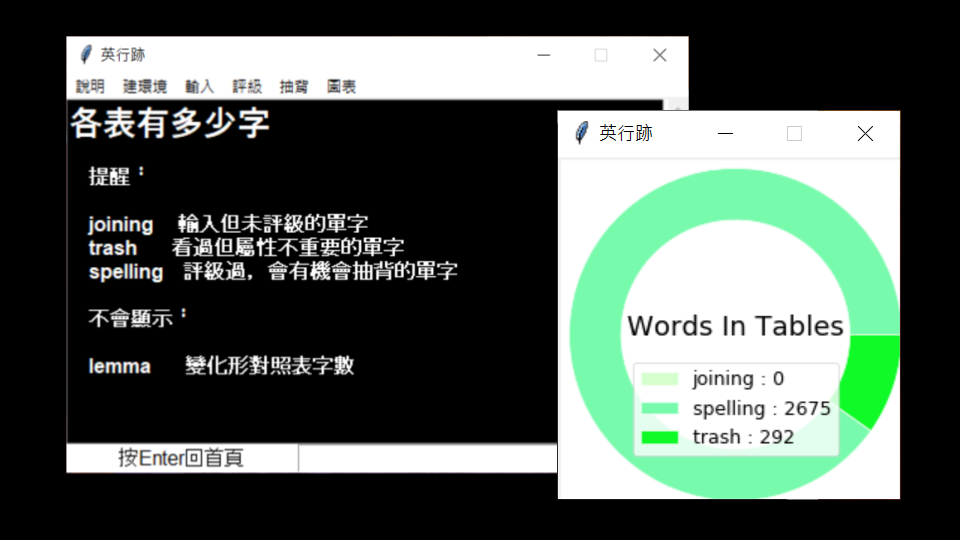 英行跡
說明 建環境 輸入 評級 抽背 圖表
各表有多少字
提醒：
joining 輸入但未評級的單字
trash 看過但屬性不重要的單字
spelling 評級過，會有機會抽背的單字
不會顯示：
lemma 變化形對照表字數
按Enter回首頁
英行跡
Words In Tables
joining : 0
spelling : 2675
trash : 292